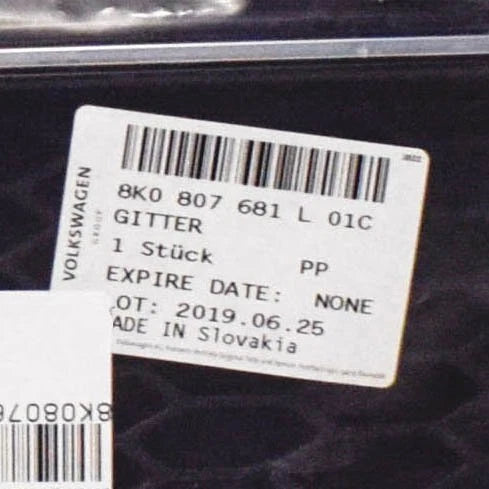 VOLKSWAGEN
GROUP
8K0 807 681 L 01C
GITTER
1 Stück PP
EXPIRE DATE: NONE
LOT: 2019.06.25
ADE IN Slovakia
8K0807